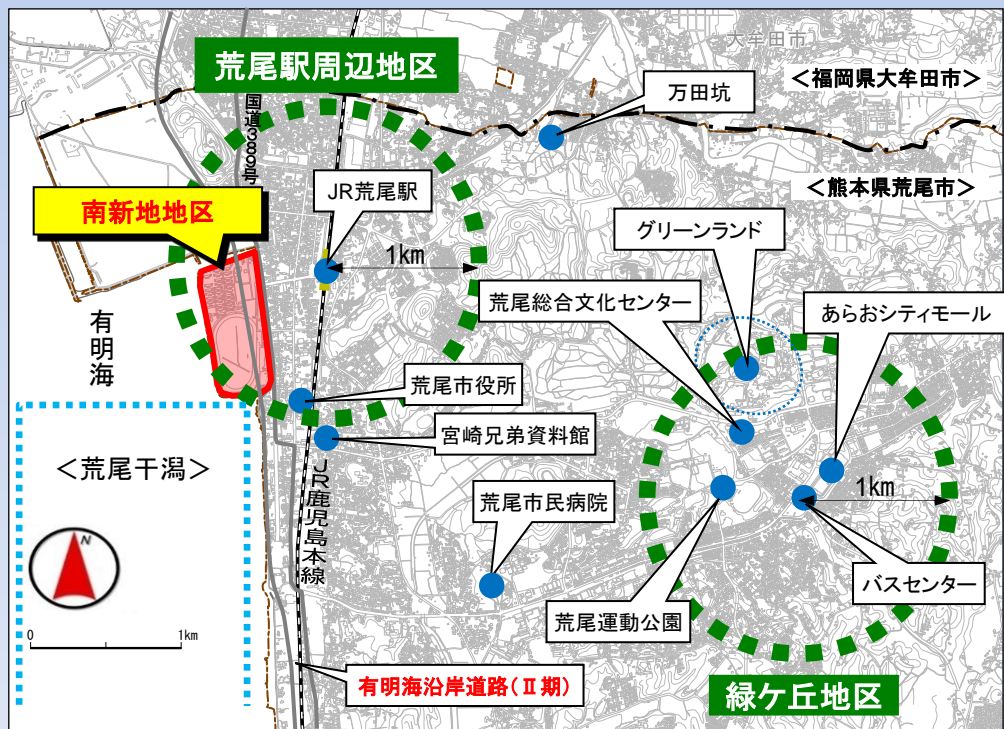 荒尾駅周辺地区
大牟田市
<福岡県大牟田市>
万田坑
国道389号
<熊本県荒尾市>
JR荒尾駅
南新地地区
グリーンランド
1km
荒尾総合文化センター
あらおシティモール
有明海
荒尾市役所
宮崎兄弟資料館
<荒尾干潟>
JR鹿児島本線
荒尾市民病院
1km
N
バスセンター
荒尾運動公園
0 1km
有明海沿岸道路(Ⅱ期)
緑ケ丘地区